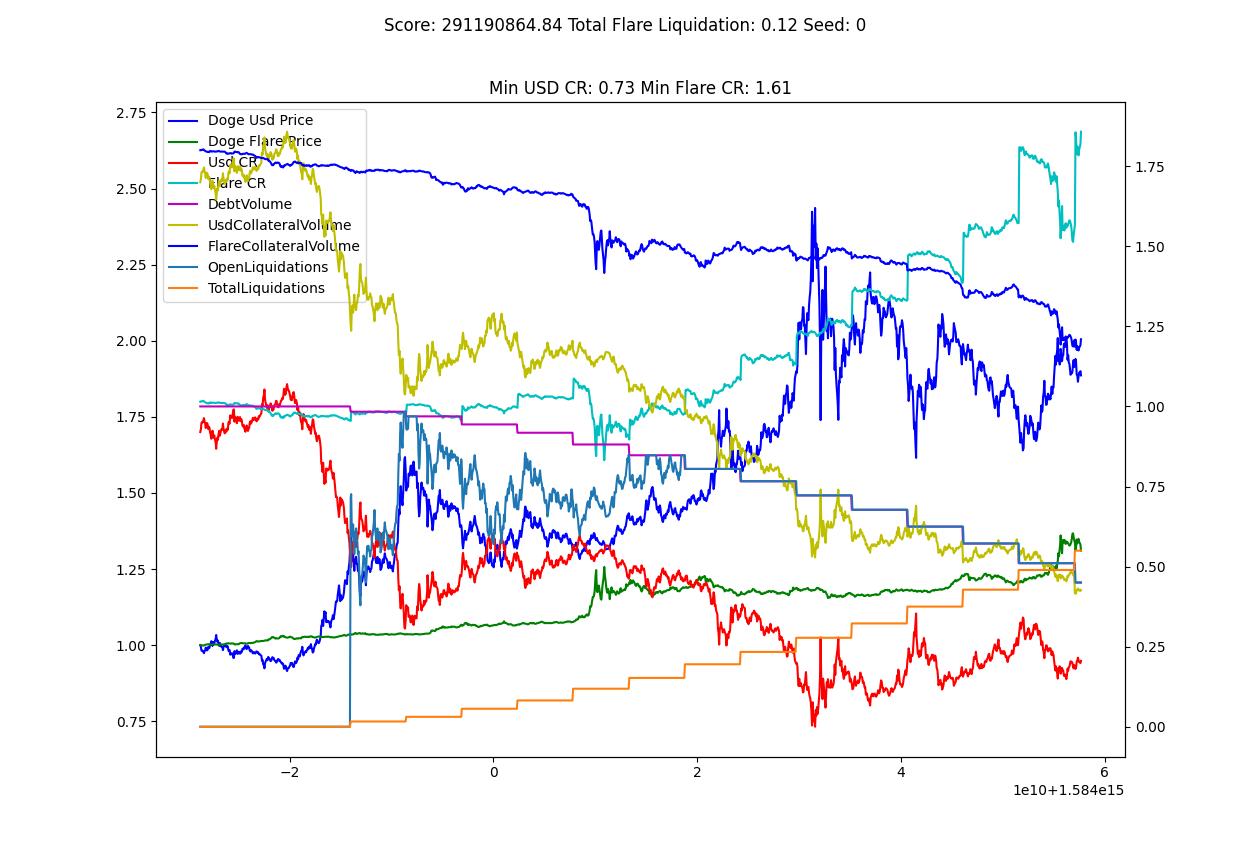 Score: 291190864.84 Total Flare Liquidation: 0.12 Seed: 0
Min USD CR: 0.73 Min Flare CR: 1.61
Doge Usd Price
Doge Flare Price
Usd CR
Flare CR
DebtVolume
UsdCollateralVolume
FlareCollateralVolume
OpenLiquidations
TotalLiquidations
2.75
2.50
2.25
2.00
1.75
1.50
1.25
1.00
0.75
1.75
1.50
1.25
1.00
0.75
0.50
0.25
0.00
−2
0
2
4
6
1e10+1.584e15